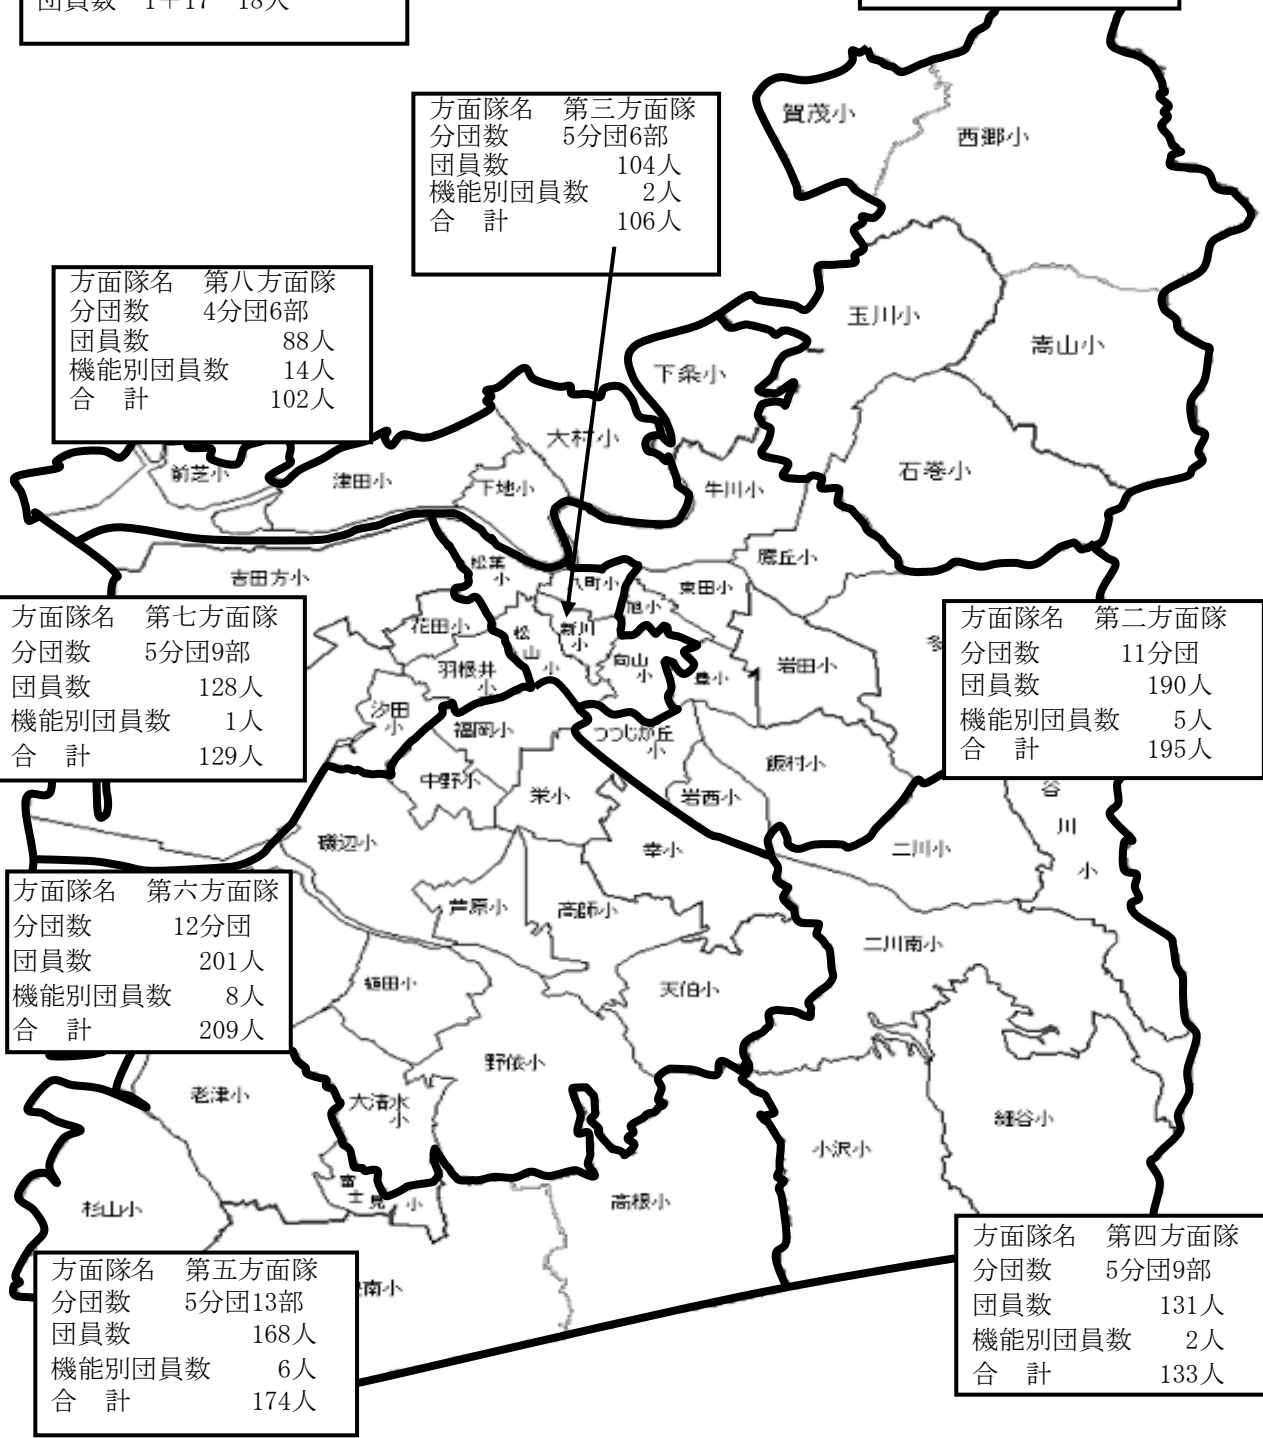 団員数 1＋17 18人
方面隊名 第三方面隊
分団数 5分団6部
団員数 104人
機能別団員数 2人
合 計 106人
賀茂小
西郷小
方面隊名 第八方面隊
分団数 4分団6部
団員数 88人
機能別団員数 14人
合 計 102人
玉川小
嵩山小
下条小
大村小
石巻小
前芝小
津田小
下地小
牛川小
鷹丘小
松葉小
八町小
東田小
吉田方小
旭小
花田小
松山小
新川小
向山小
豊小
岩田小
多
羽根井小
汐田小
方面隊名 第七方面隊
分団数 5分団9部
団員数 128人
機能別団員数 1人
合 計 129人
方面隊名 第二方面隊
分団数 11分団
団員数 190人
機能別団員数 5人
合 計 195人
福岡小
つつじが丘小
飯村小
中野小
栄小
岩西小
谷川小
磯辺小
幸小
二川小
芦原小
高師小
方面隊名 第六方面隊
分団数 12分団
団員数 201人
機能別団員数 8人
合 計 209人
二川南小
植田小
天伯小
野依小
老津小
大清水小
細谷小
小沢小
富士見小
高根小
杉山小
南小
方面隊名 第五方面隊
分団数 5分団13部
団員数 168人
機能別団員数 6人
合 計 174人
方面隊名 第四方面隊
分団数 5分団9部
団員数 131人
機能別団員数 2人
合 計 133人